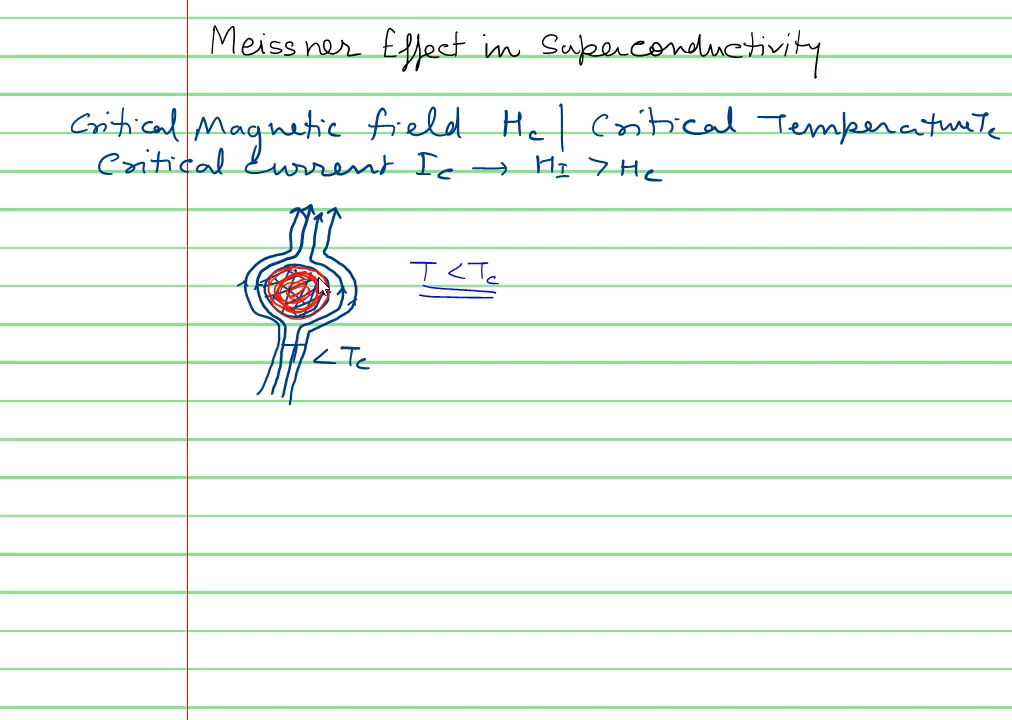 Meissner Effect in Superconductivity
Critical Magnetic field Hc | Critical Temperature Tc
Critical Current Ic → HI > Hc
T < Tc
< Tc